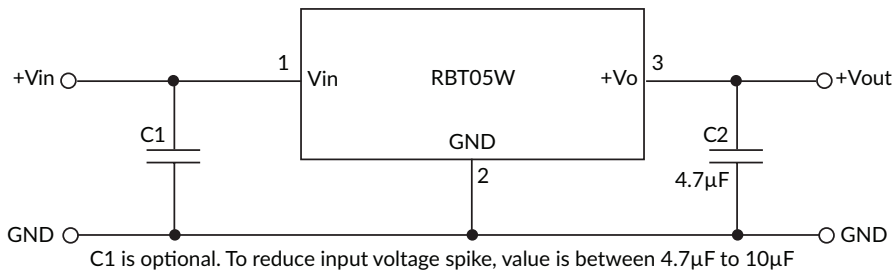 1 3
+Vin Vin RBT05W +Vo +Vout
C1 GND C2
2 4.7µF
GND GND
C1 is optional. To reduce input voltage spike, value is between 4.7µF to 10µF